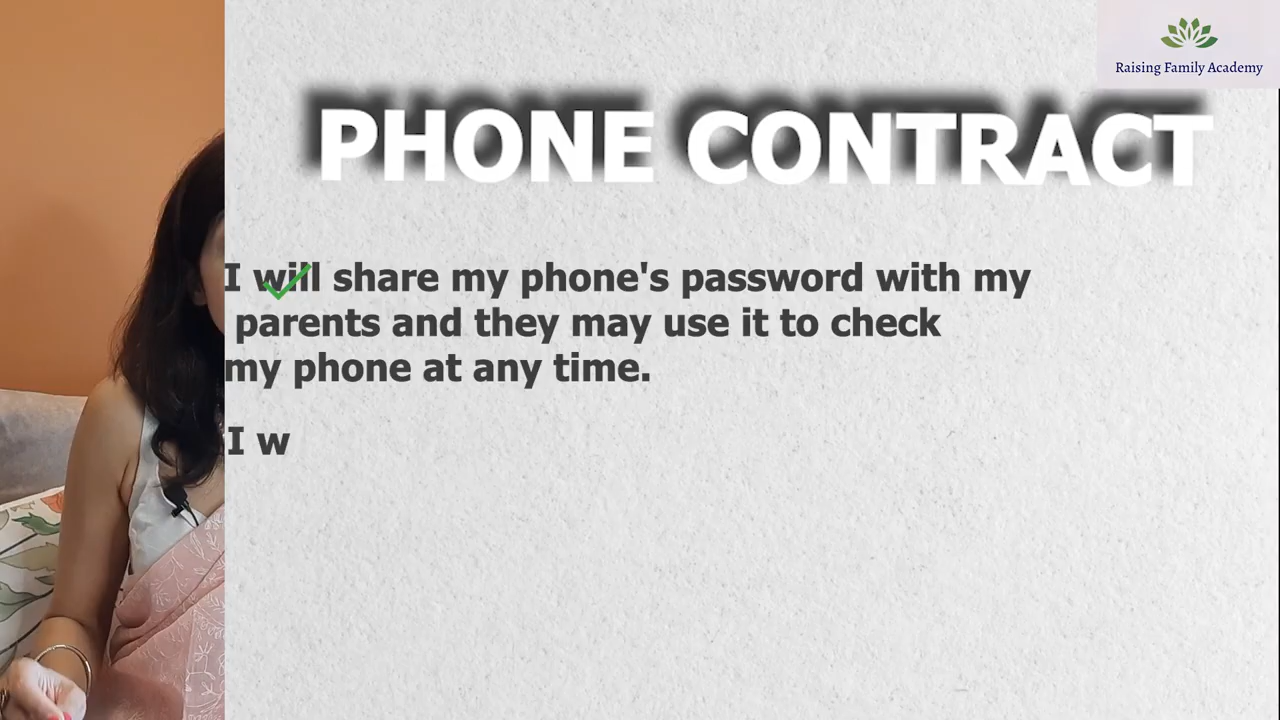 Raising Family Academy
PHONE CONTRACT
I will share my phone's password with my
parents and they may use it to check
my phone at any time.
I w